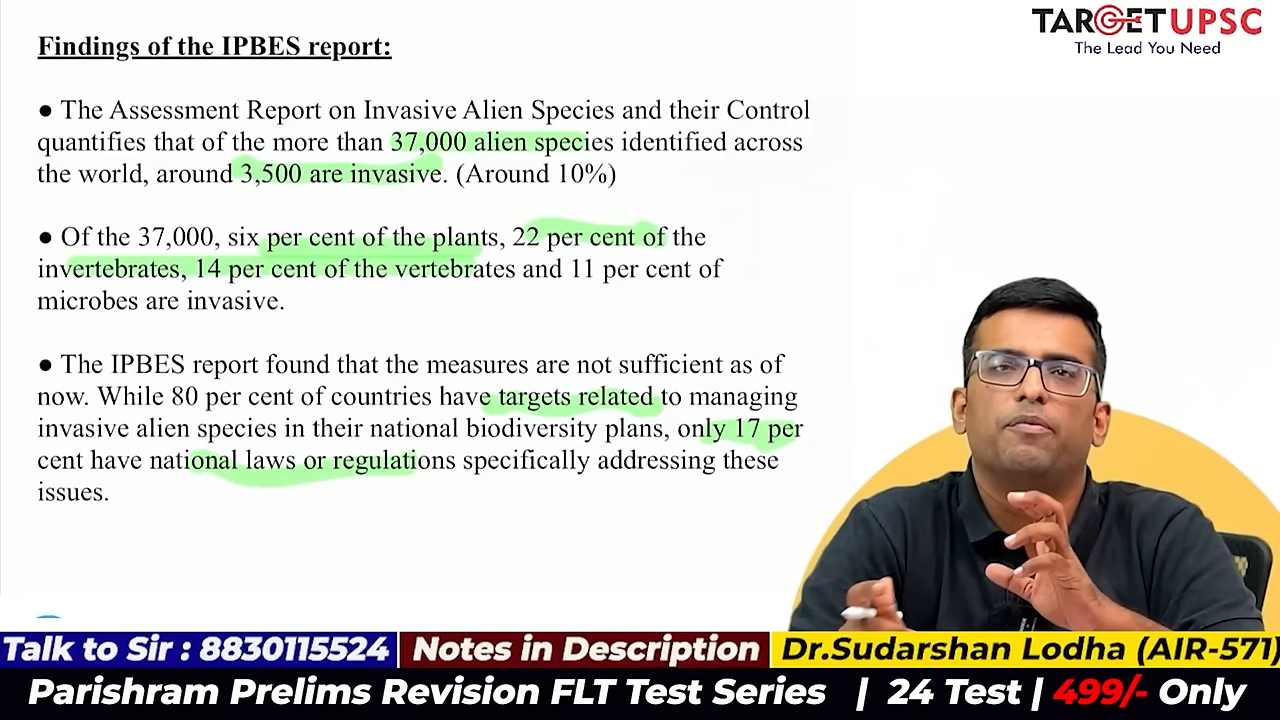 Findings of the IPBES report:
● The Assessment Report on Invasive Alien Species and their Control
quantifies that of the more than 37,000 alien species identified across
the world, around 3,500 are invasive. (Around 10%)
● Of the 37,000, six per cent of the plants, 22 per cent of the
invertebrates, 14 per cent of the vertebrates and 11 per cent of
microbes are invasive.
● The IPBES report found that the measures are not sufficient as of
now. While 80 per cent of countries have targets related to managing
invasive alien species in their national biodiversity plans, only 17 per
cent have national laws or regulations specifically addressing these
issues.
TARGETUPSC
The Lead You Need
Talk to Sir : 8830115524
Notes in Description
Dr.Sudarshan Lodha (AIR-571)
Parishram Prelims Revision FLT Test Series | 24 Test | 499/- Only